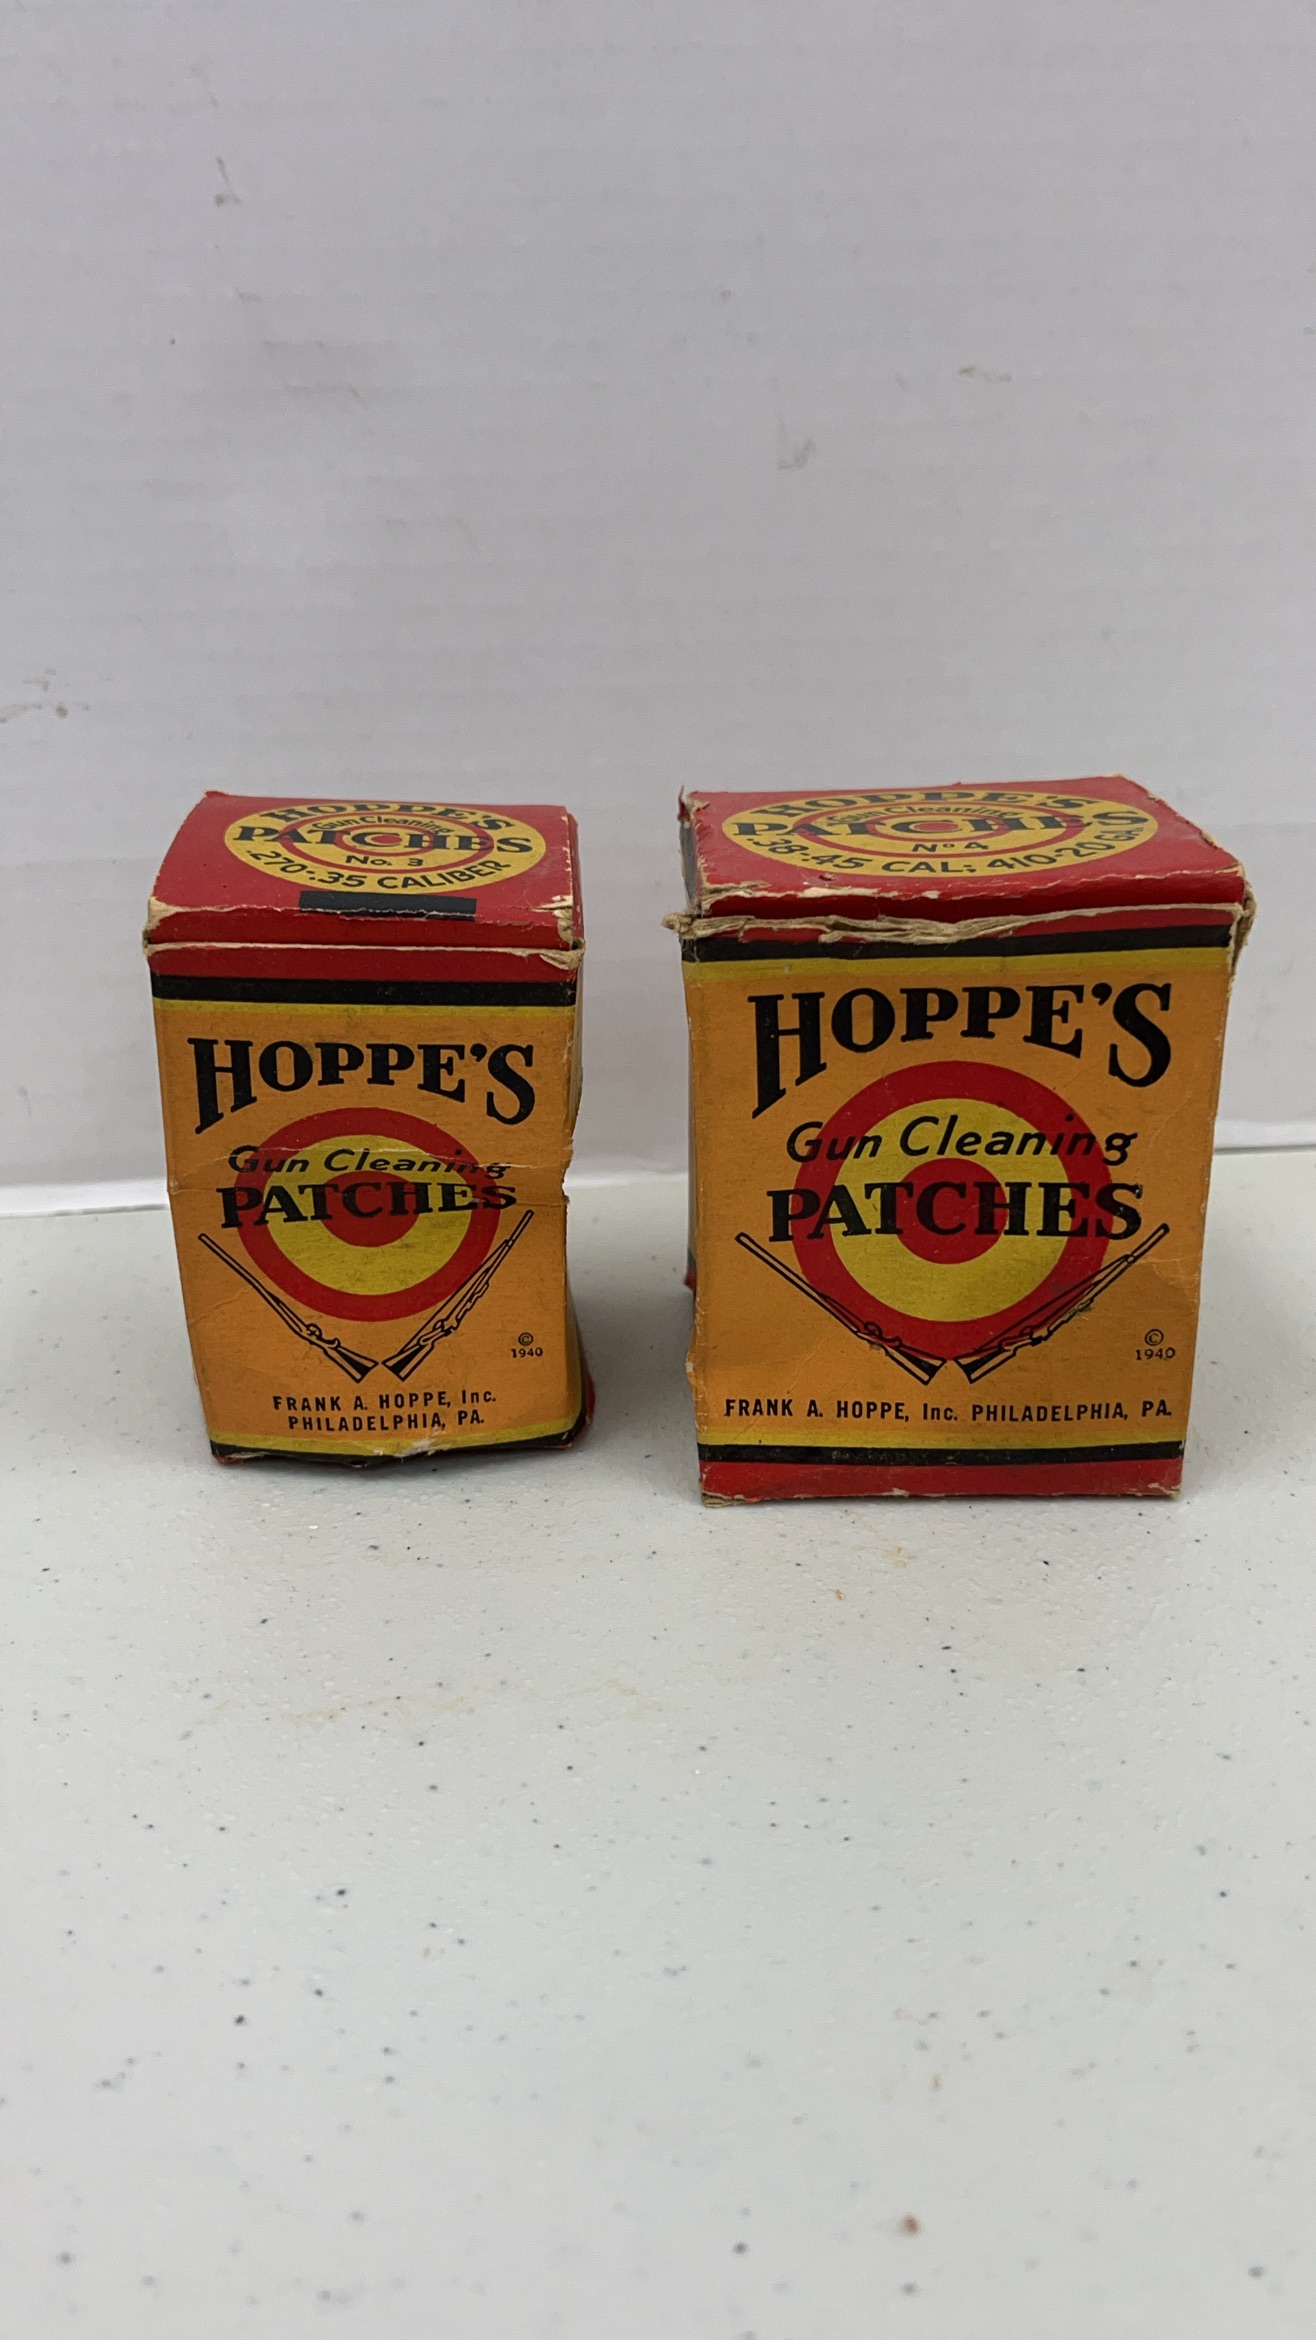 HOPPE'S
Gun Cleaning
PATCHES
No. 3
.270-.35 CALIBER
HOPPE'S
Gun Cleaning
PATCHES
© 1940
FRANK A. HOPPE, Inc.
PHILADELPHIA, PA.
HOPPE'S
Gun Cleaning
PATCHES
No 4
.38-.45 CAL; 410-20 GA.
HOPPE'S
Gun Cleaning
PATCHES
© 1940
FRANK A. HOPPE, Inc. PHILADELPHIA, PA.